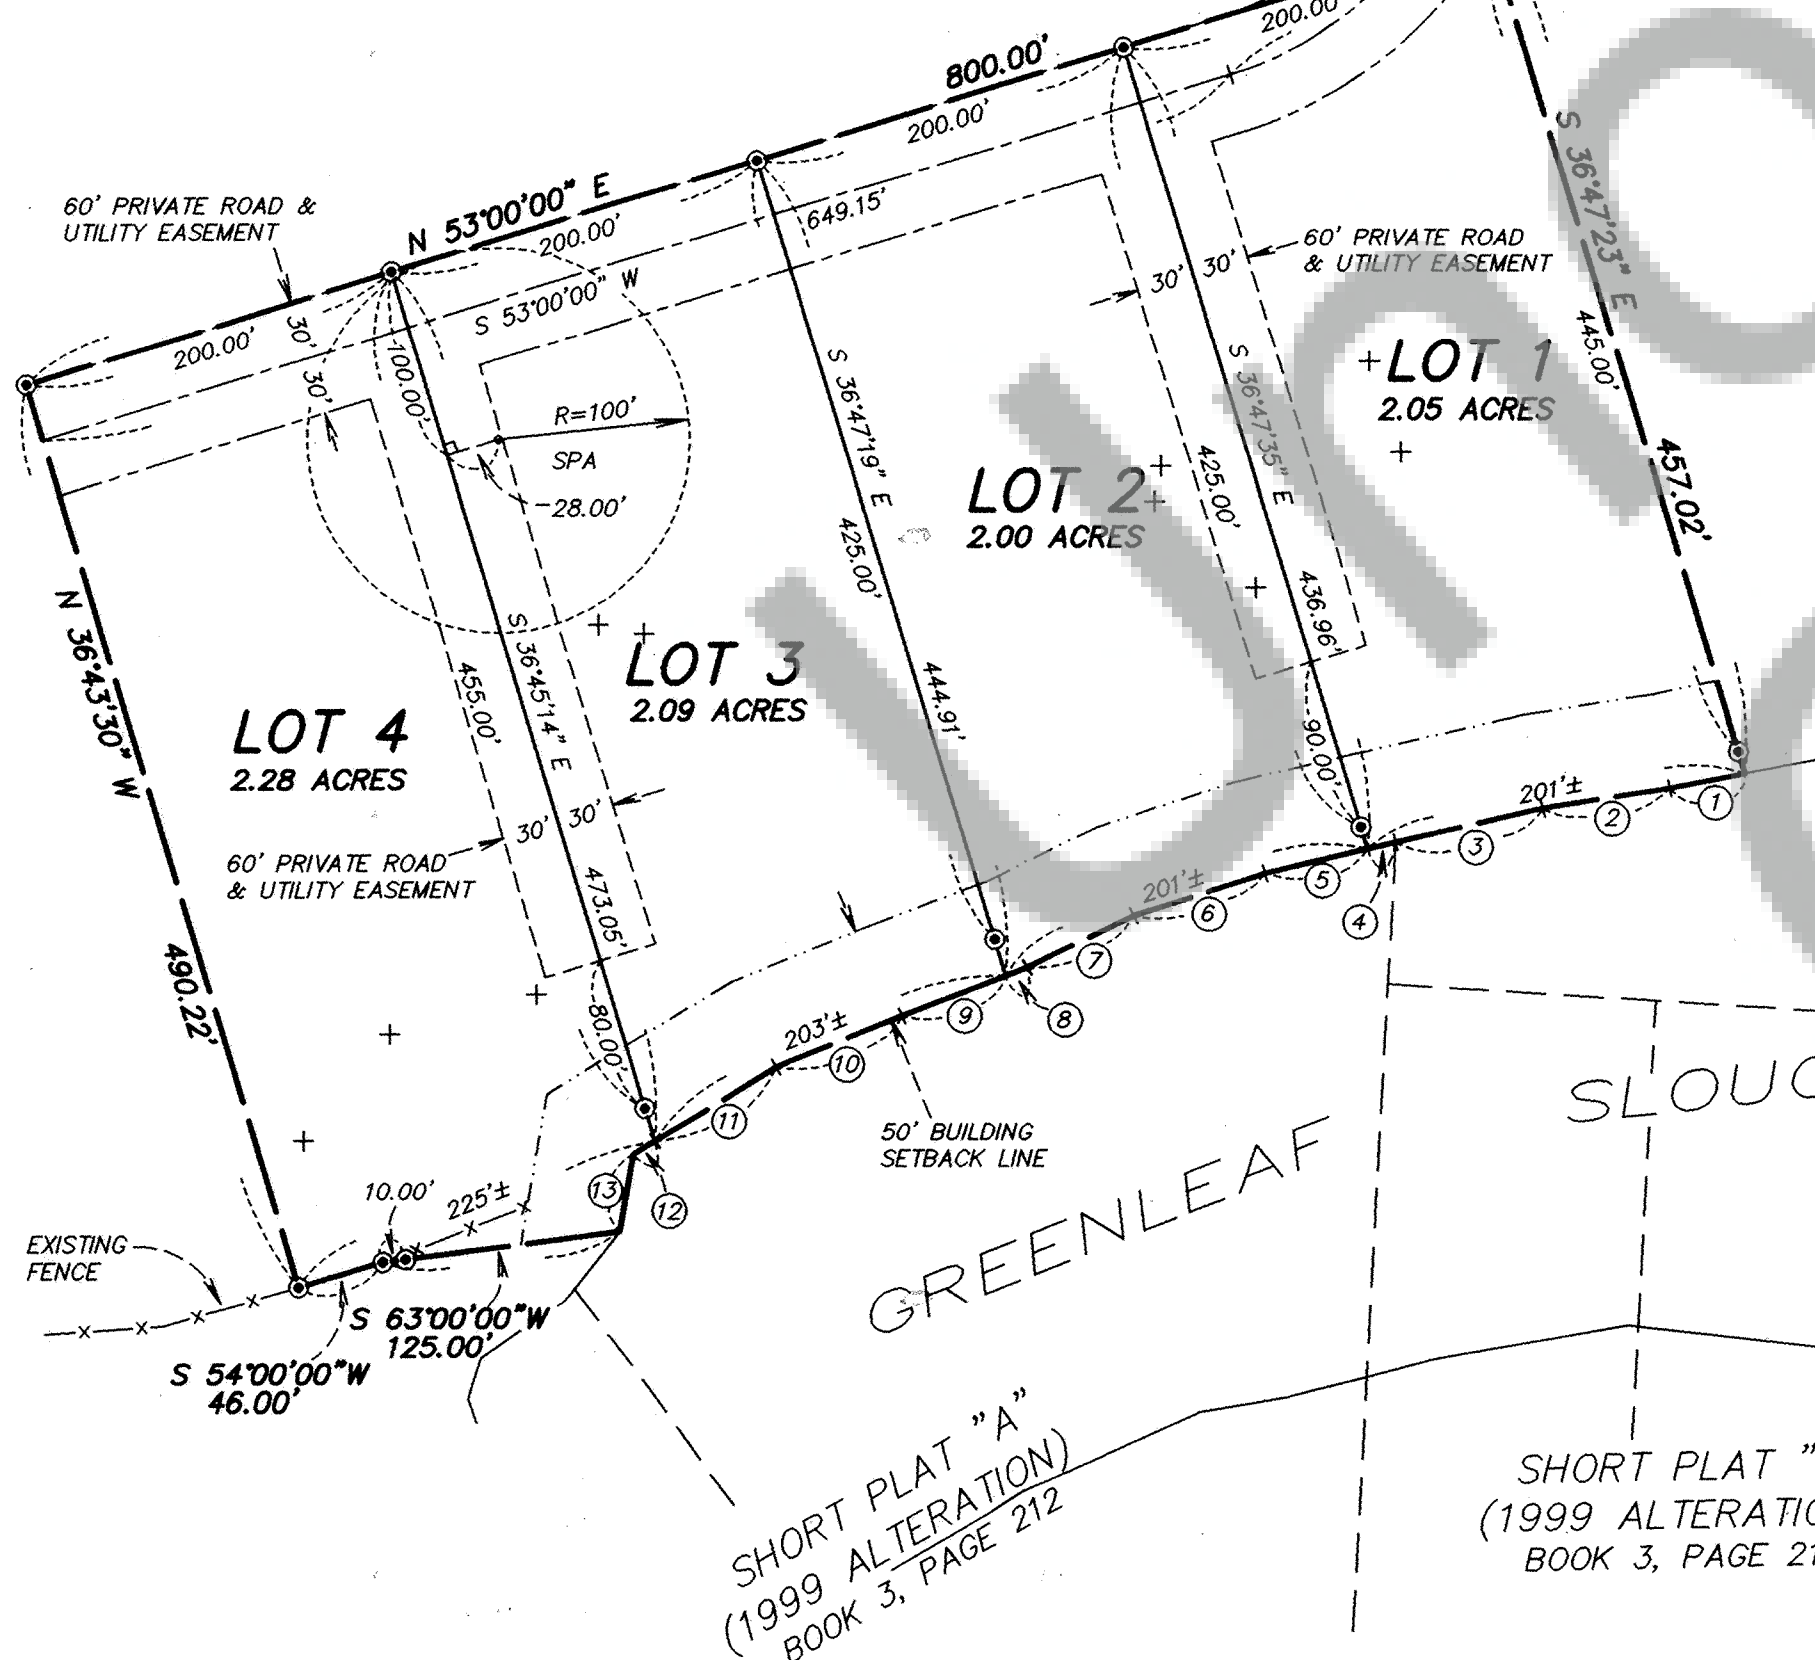 200.00'
800.00'
200.00'
60' PRIVATE ROAD &
UTILITY EASEMENT
N 53°00'00" E
200.00'
649.15'
S 53°00'00" W
60' PRIVATE ROAD
& UTILITY EASEMENT
30' 30'
S 36°47'23" E
445.00'
457.02'
200.00'
30'
30'
100.00'
R=100'
SPA
28.00'
S 36°47'19" E
425.00'
444.91'
S 36°47'35" E
425.00'
436.96'
90.00'
LOT 1
2.05 ACRES
LOT 2
2.00 ACRES
LOT 3
2.09 ACRES
LOT 4
2.28 ACRES
N 36°43'30" W
490.22'
455.00'
S 36°45'14" E
30' 30'
60' PRIVATE ROAD
& UTILITY EASEMENT
473.05'
80.00'
201'±
1
2
3
4
5
201'±
6
7
8
203'±
9
10
11
12
13
50' BUILDING
SETBACK LINE
10.00'
225'±
EXISTING
FENCE
S 63°00'00"W
125.00'
S 54°00'00"W
46.00'
GREENLEAF
SLOUG
SHORT PLAT "A"
(1999 ALTERATION)
BOOK 3, PAGE 212
SHORT PLAT "
(1999 ALTERATIO
BOOK 3, PAGE 21